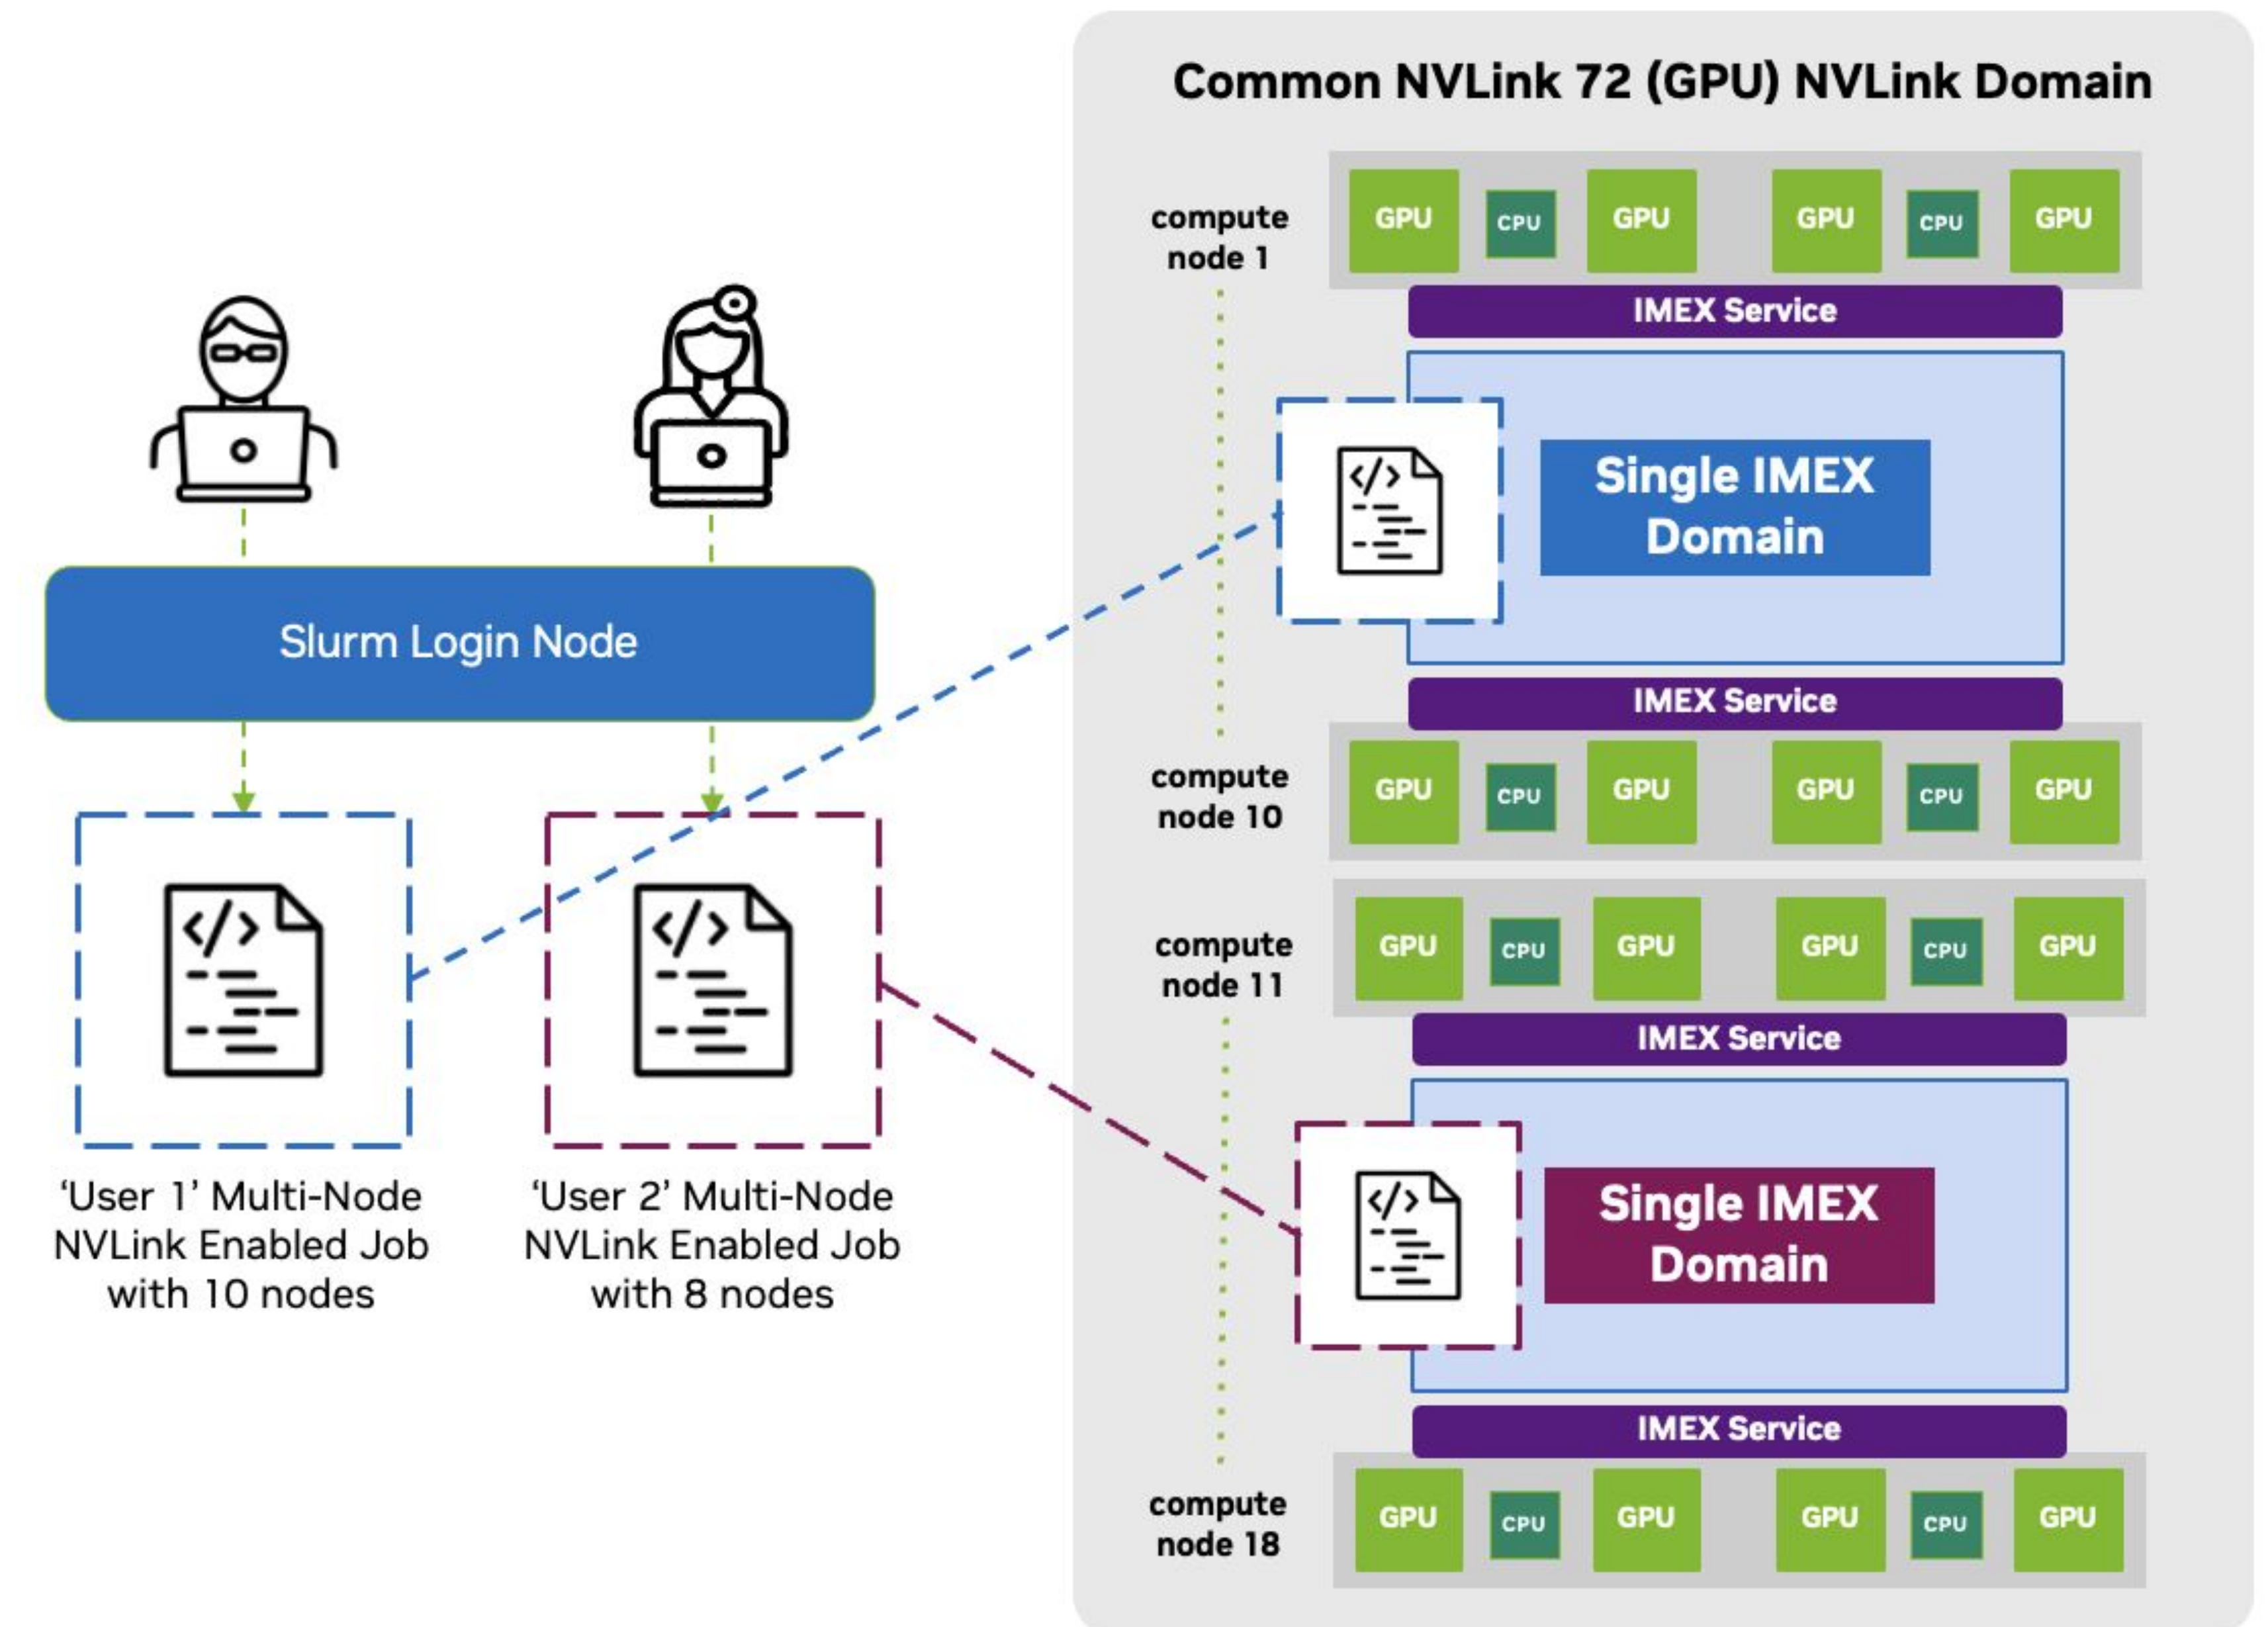 Common NVLink 72 (GPU) NVLink Domain
compute
node 1
GPU
CPU
GPU
GPU
CPU
GPU
IMEX Service
</>
Single IMEX
Domain
IMEX Service
compute
node 10
GPU
CPU
GPU
GPU
CPU
GPU
compute
node 11
GPU
CPU
GPU
GPU
CPU
GPU
IMEX Service
</>
Single IMEX
Domain
IMEX Service
compute
node 18
GPU
CPU
GPU
GPU
CPU
GPU
Slurm Login Node
</>
‘User 1’ Multi-Node
NVLink Enabled Job
with 10 nodes
</>
‘User 2’ Multi-Node
NVLink Enabled Job
with 8 nodes